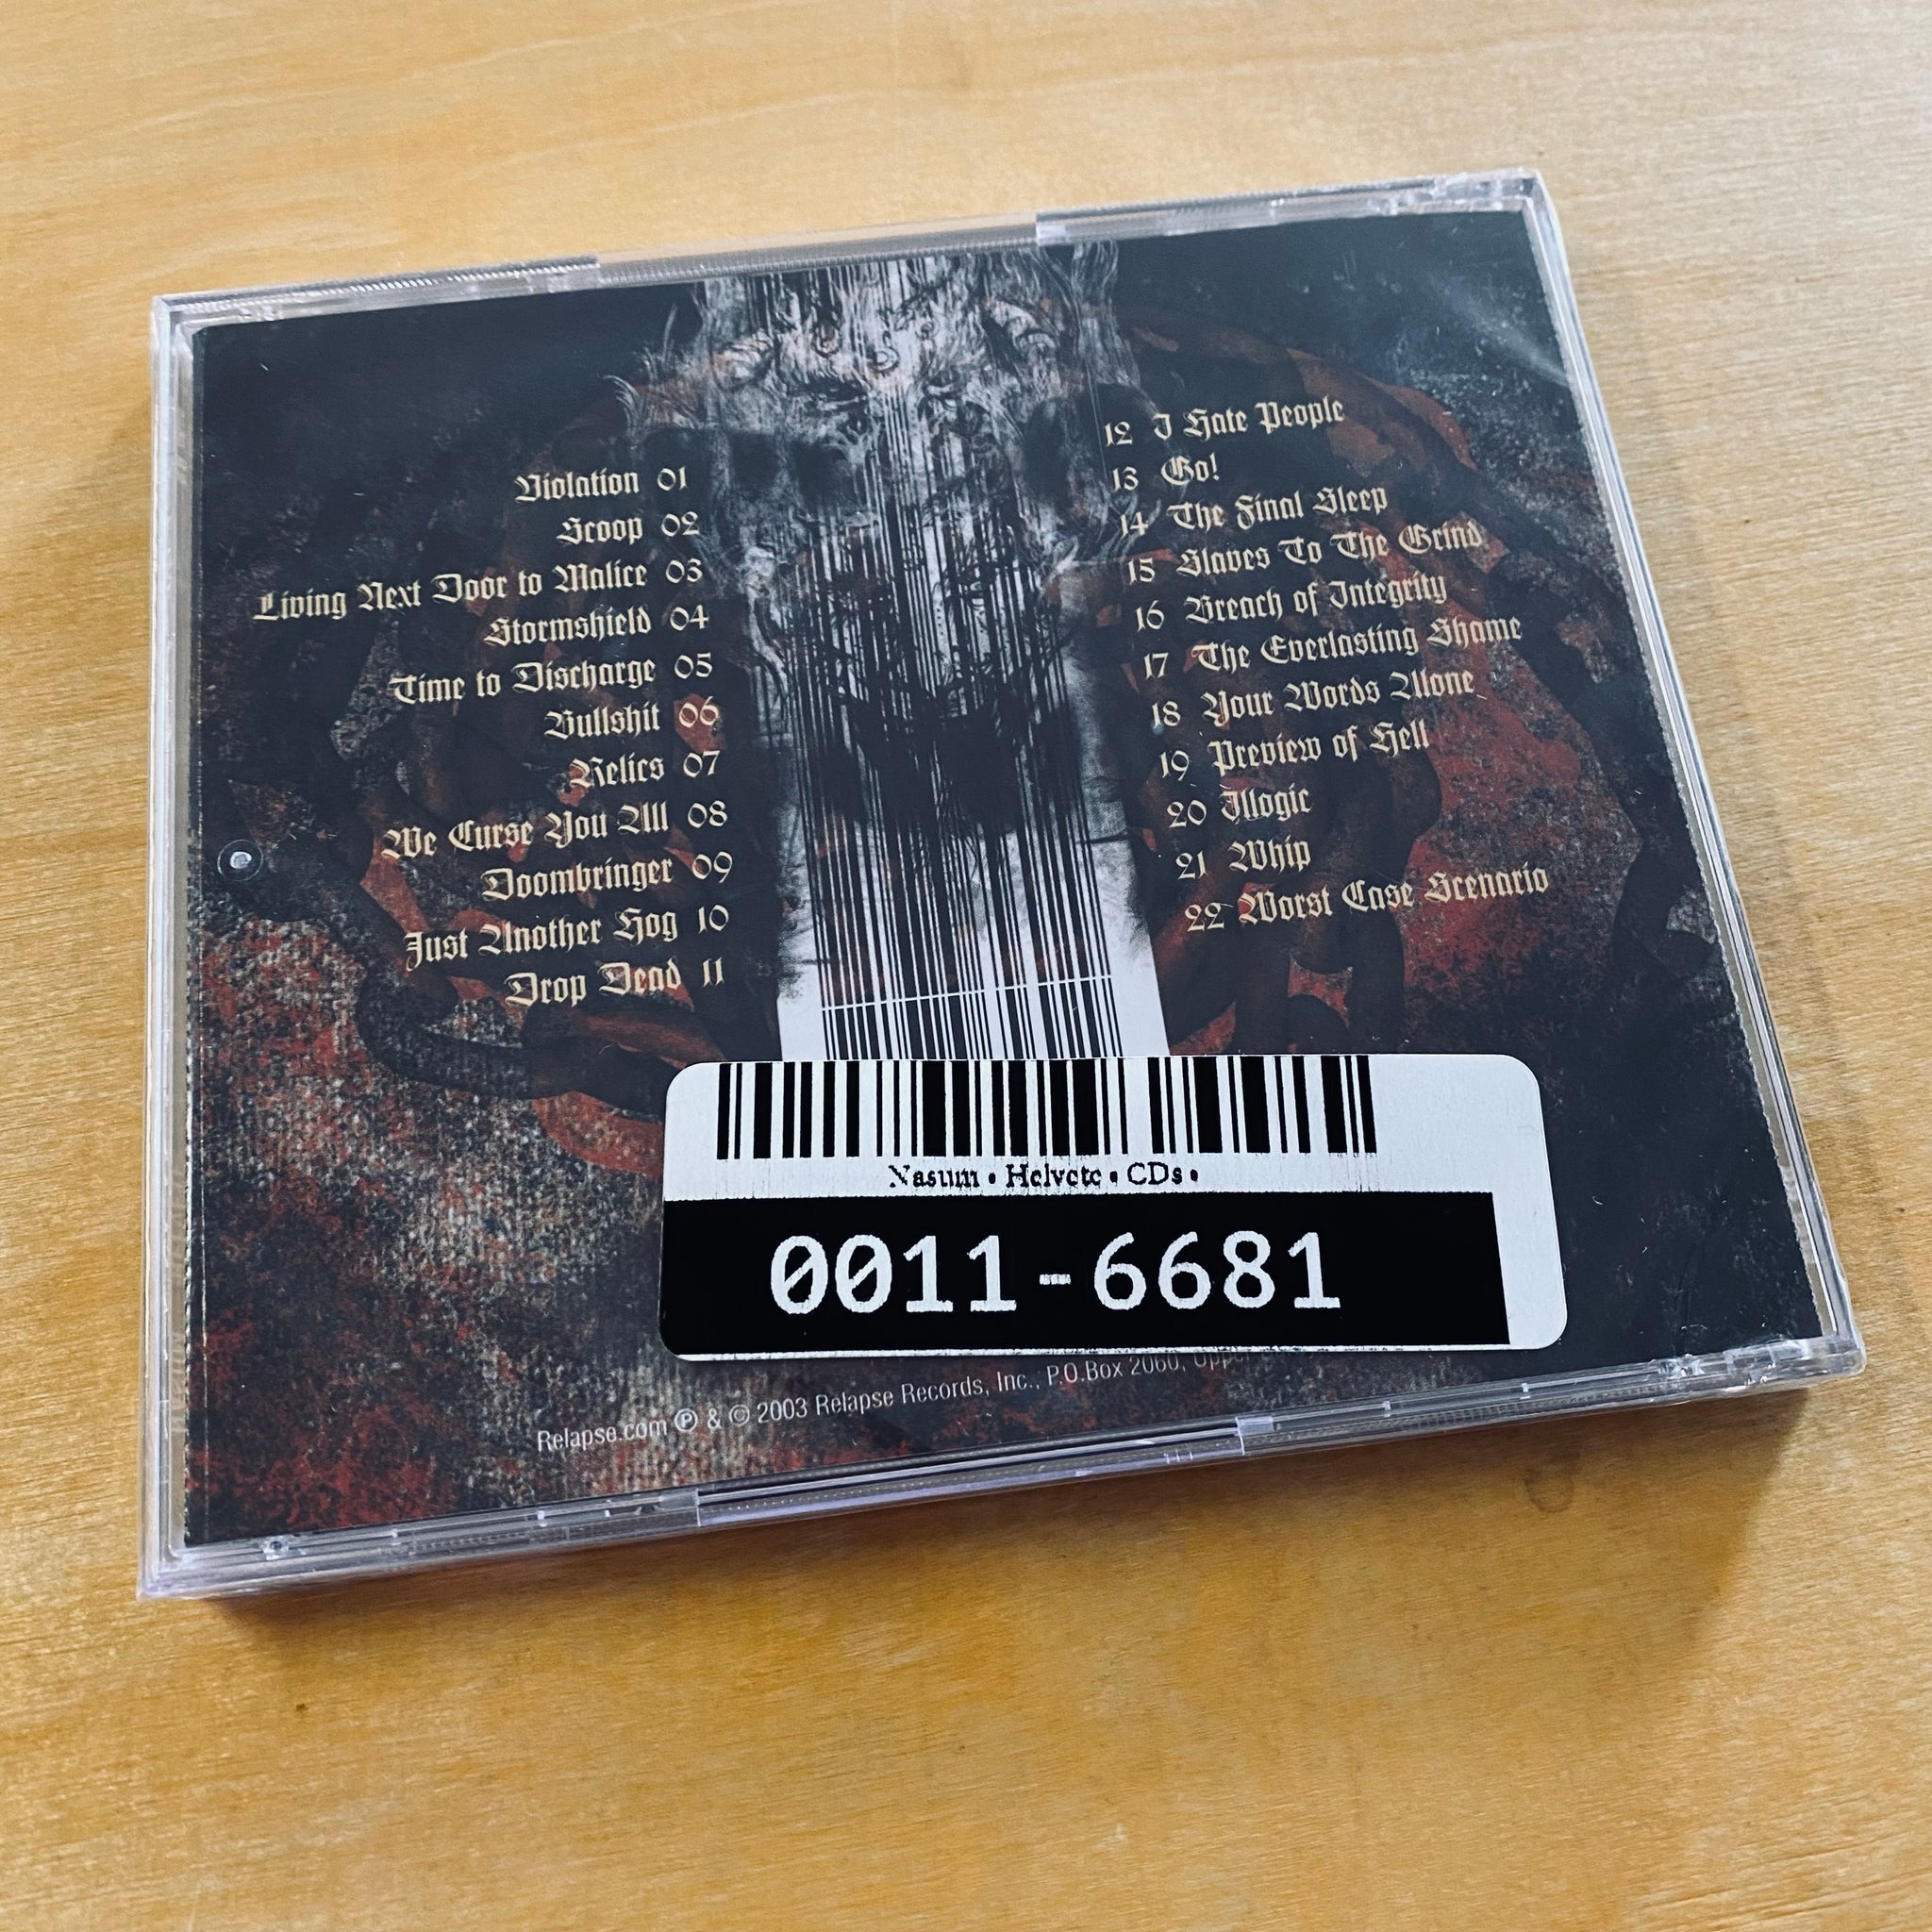 Violation 01
Scoop 02
Living Next Door to Malice 03
Stormshield 04
Time to Discharge 05
Bullshit 06
Relics 07
We Curse You All 08
Doombringer 09
Just Another Hog 10
Drop Dead 11
12 I Hate People
13 Go!
14 The Final Sleep
15 Slaves To The Grind
16 Breach of Integrity
17 The Everlasting Shame
18 Your Words Alone
19 Preview of Hell
20 Illogic
21 Whip
22 Worst Case Scenario
Nasum • Helvete • CDs •
0011-6681
Relapse.com ℗ & © 2003 Relapse Records, Inc., P.O.Box 2060, Upper